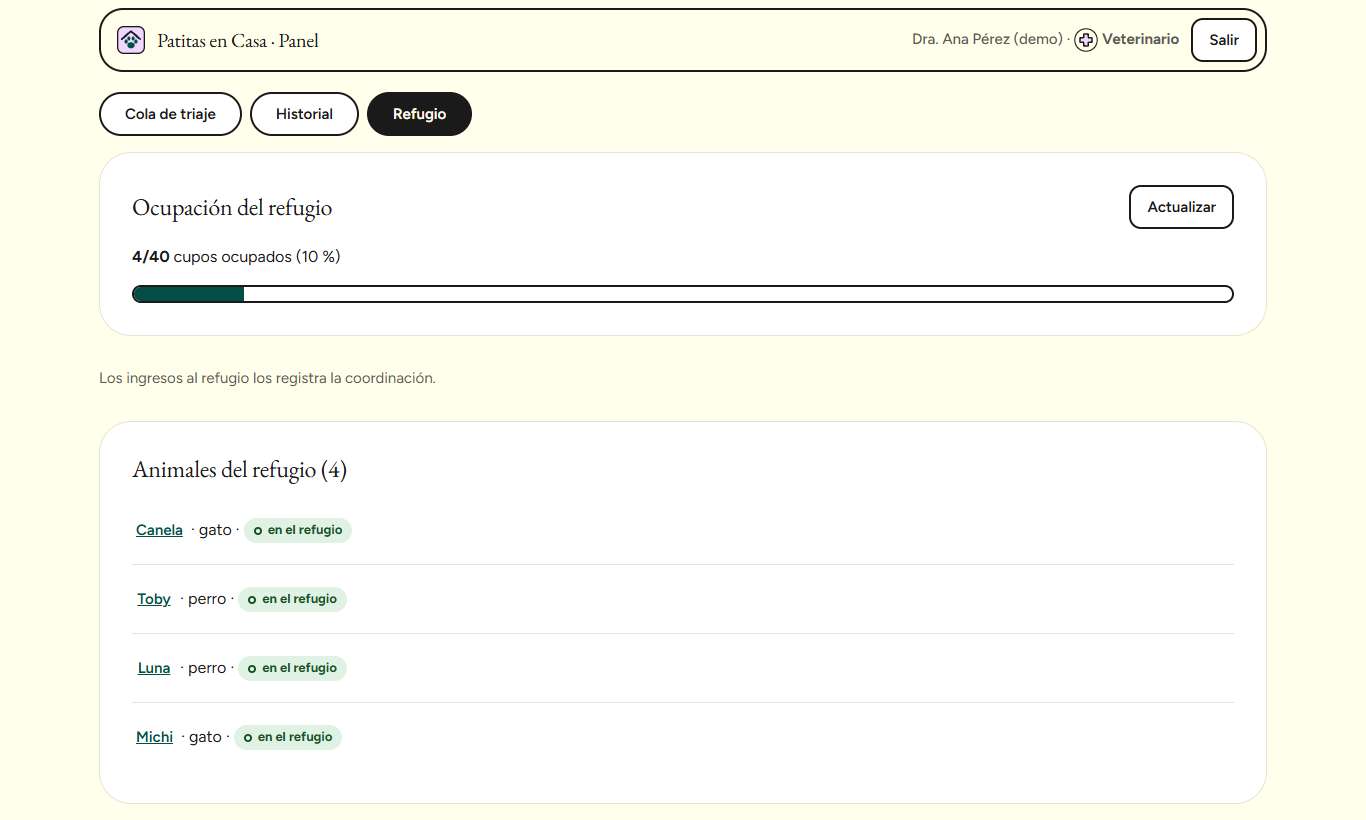 Patitas en Casa · Panel
Dra. Ana Pérez (demo) · Veterinario
Salir
Cola de triaje
Historial
Refugio
Ocupación del refugio
Actualizar
4/40 cupos ocupados (10 %)
Los ingresos al refugio los registra la coordinación.
Animales del refugio (4)
Canela · gato · en el refugio
Toby · perro · en el refugio
Luna · perro · en el refugio
Michi · gato · en el refugio